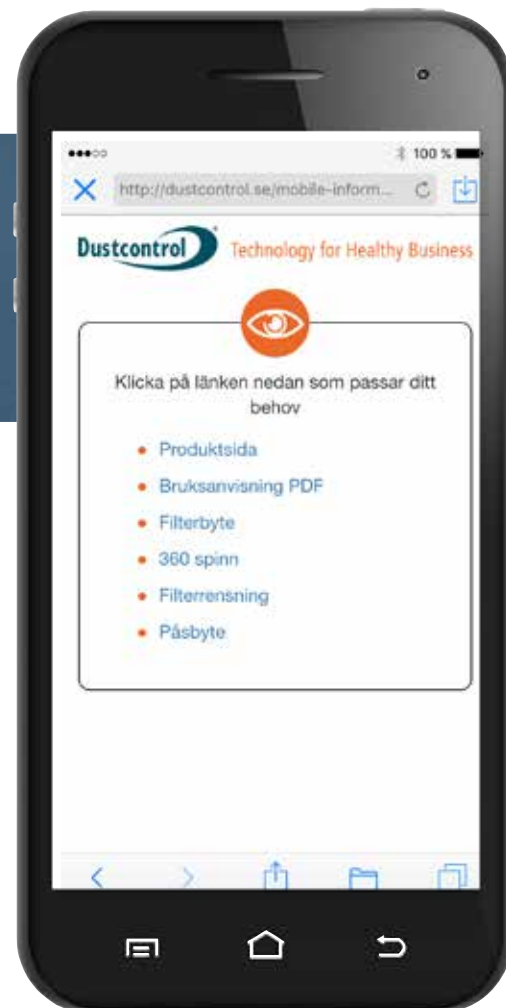 100 %
http://dustcontrol.se/mobile-inform...
Dustcontrol Technology for Healthy Business
Klicka på länken nedan som passar ditt
behov
• Produktsida
• Bruksanvisning PDF
• Filterbyte
• 360 spinn
• Filterrensning
• Påsbyte